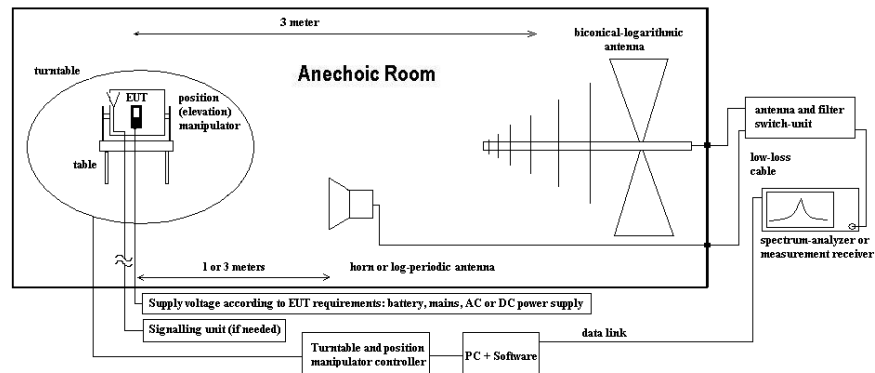 3 meter
biconical-logarithmic
antenna
turntable
Anechoic Room
EUT
position
(elevation)
manipulator
antenna and filter
switch-unit
table
low-loss
cable
spectrum-analyzer or
measurement receiver
1 or 3 meters
horn or log-periodic antenna
Supply voltage according to EUT requirements: battery, mains, AC or DC power supply
Signalling unit (if needed)
data link
Turntable and position
manipulator controller
PC + Software